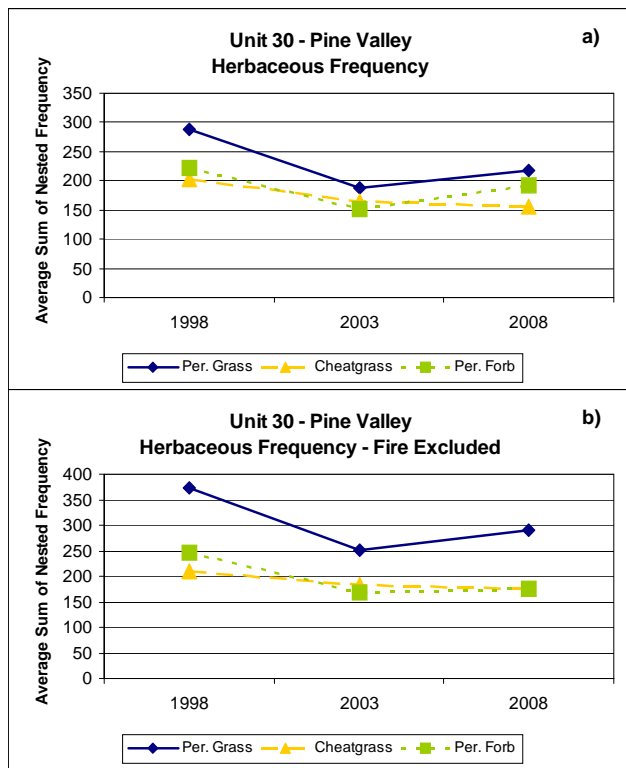 a)
Unit 30 - Pine Valley
Herbaceous Frequency
Average Sum of Nested Frequency
350
300
250
200
150
100
50
0
1998 2003 2008
Per. Grass Cheatgrass Per. Forb
b)
Unit 30 - Pine Valley
Herbaceous Frequency - Fire Excluded
Average Sum of Nested Frequency
400
350
300
250
200
150
100
50
0
1998 2003 2008
Per. Grass Cheatgrass Per. Forb